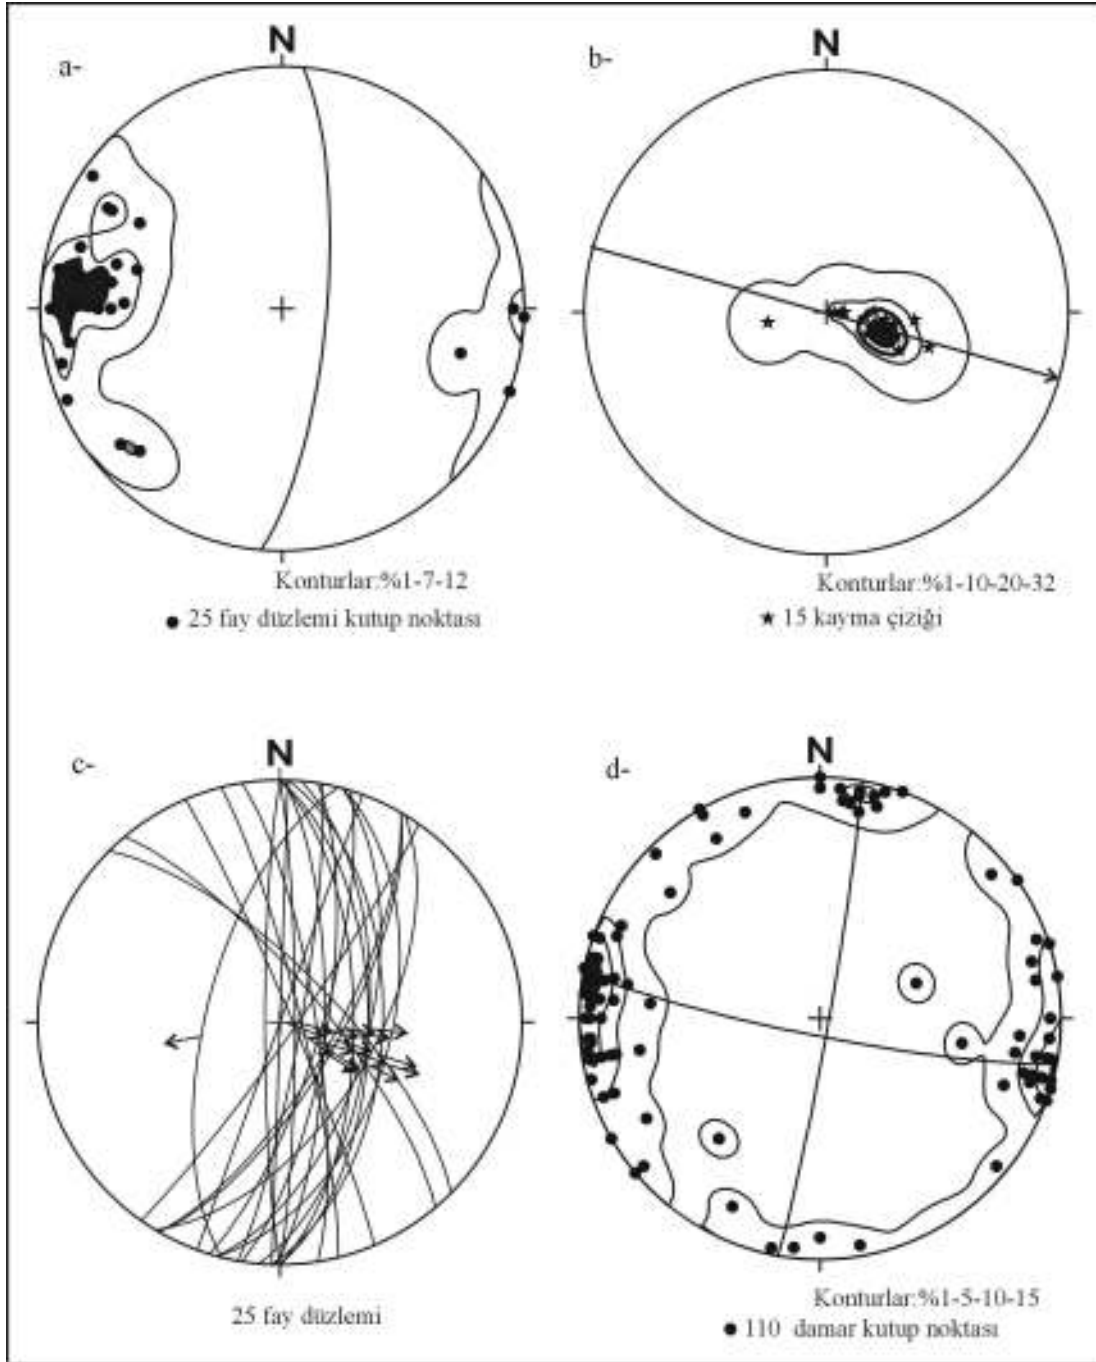 a-
N
Konturlar:%1-7-12
● 25 fay düzlemi kutup noktası
b-
N
Konturlar:%1-10-20-32
★ 15 kayma çiziği
c-
N
25 fay düzlemi
d-
N
Konturlar:%1-5-10-15
● 110 damar kutup noktası